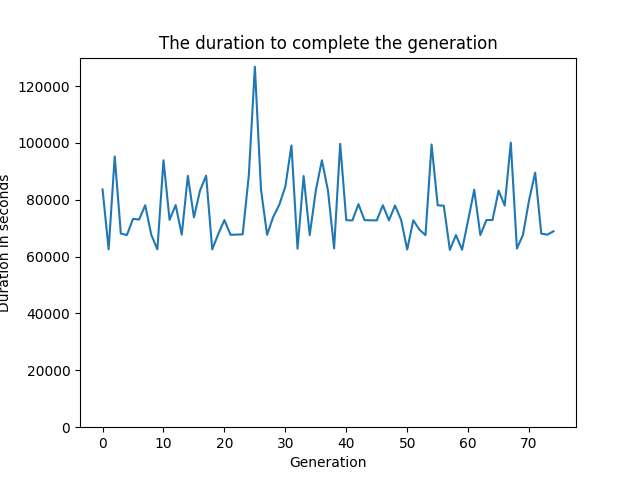 The duration to complete the generation
120000
100000
80000
60000
40000
20000
0
Duration in seconds
0 10 20 30 40 50 60 70
Generation